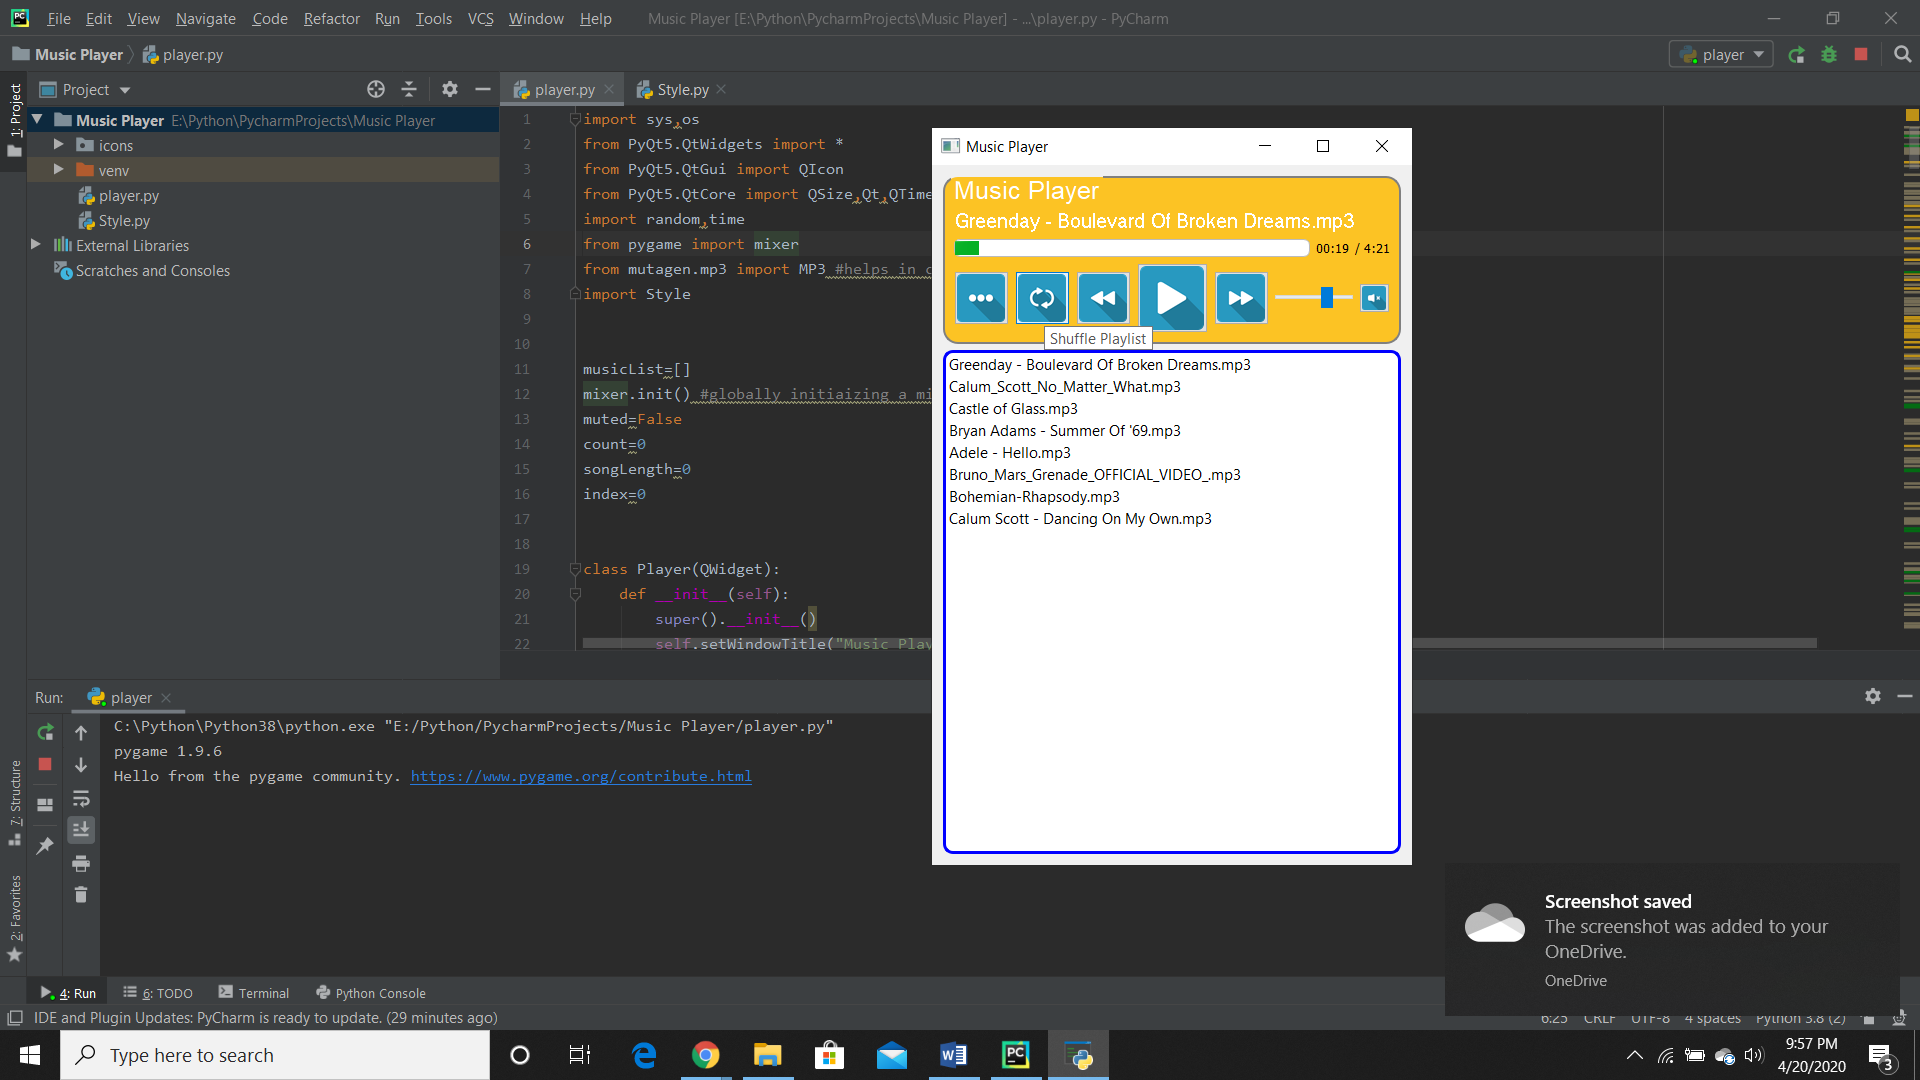 File Edit View Navigate Code Refactor Run Tools VCS Window Help Music Player [E:\Python\PycharmProjects\Music Player] - ...\player.py - PyCharm
Music Player player.py player
1: Project
Project player.py Style.py
Music Player E:\Python\PycharmProjects\Music Player
icons
venv
player.py
Style.py
External Libraries
Scratches and Consoles
1 import sys,os
2 from PyQt5.QtWidgets import *
3 from PyQt5.QtGui import QIcon
4 from PyQt5.QtCore import QSize,Qt,QTime
5 import random,time
6 from pygame import mixer
7 from mutagen.mp3 import MP3 #helps in
8 import Style
9
10
11 musicList=[]
12 mixer.init() #globally initiaizing a mi
13 muted=False
14 count=0
15 songLength=0
16 index=0
17
18
19 class Player(QWidget):
20 def __init__(self):
21 super().__init__()
22 self.setWindowTitle("Music Play
Music Player
Music Player
Greenday - Boulevard Of Broken Dreams.mp3
00:19 / 4:21
Shuffle Playlist
Greenday - Boulevard Of Broken Dreams.mp3
Calum_Scott_No_Matter_What.mp3
Castle of Glass.mp3
Bryan Adams - Summer Of '69.mp3
Adele - Hello.mp3
Bruno_Mars_Grenade_OFFICIAL_VIDEO_.mp3
Bohemian-Rhapsody.mp3
Calum Scott - Dancing On My Own.mp3
Run: player
C:\Python\Python38\python.exe "E:/Python/PycharmProjects/Music Player/player.py"
pygame 1.9.6
Hello from the pygame community. https://www.pygame.org/contribute.html
7: Structure
2: Favorites
Screenshot saved
The screenshot was added to your
OneDrive.
OneDrive
4: Run 6: TODO Terminal Python Console
IDE and Plugin Updates: PyCharm is ready to update. (29 minutes ago) 6:25 CRLF UTF-8 4 spaces Python 3.8 (2)
Type here to search
9:57 PM
4/20/2020
3